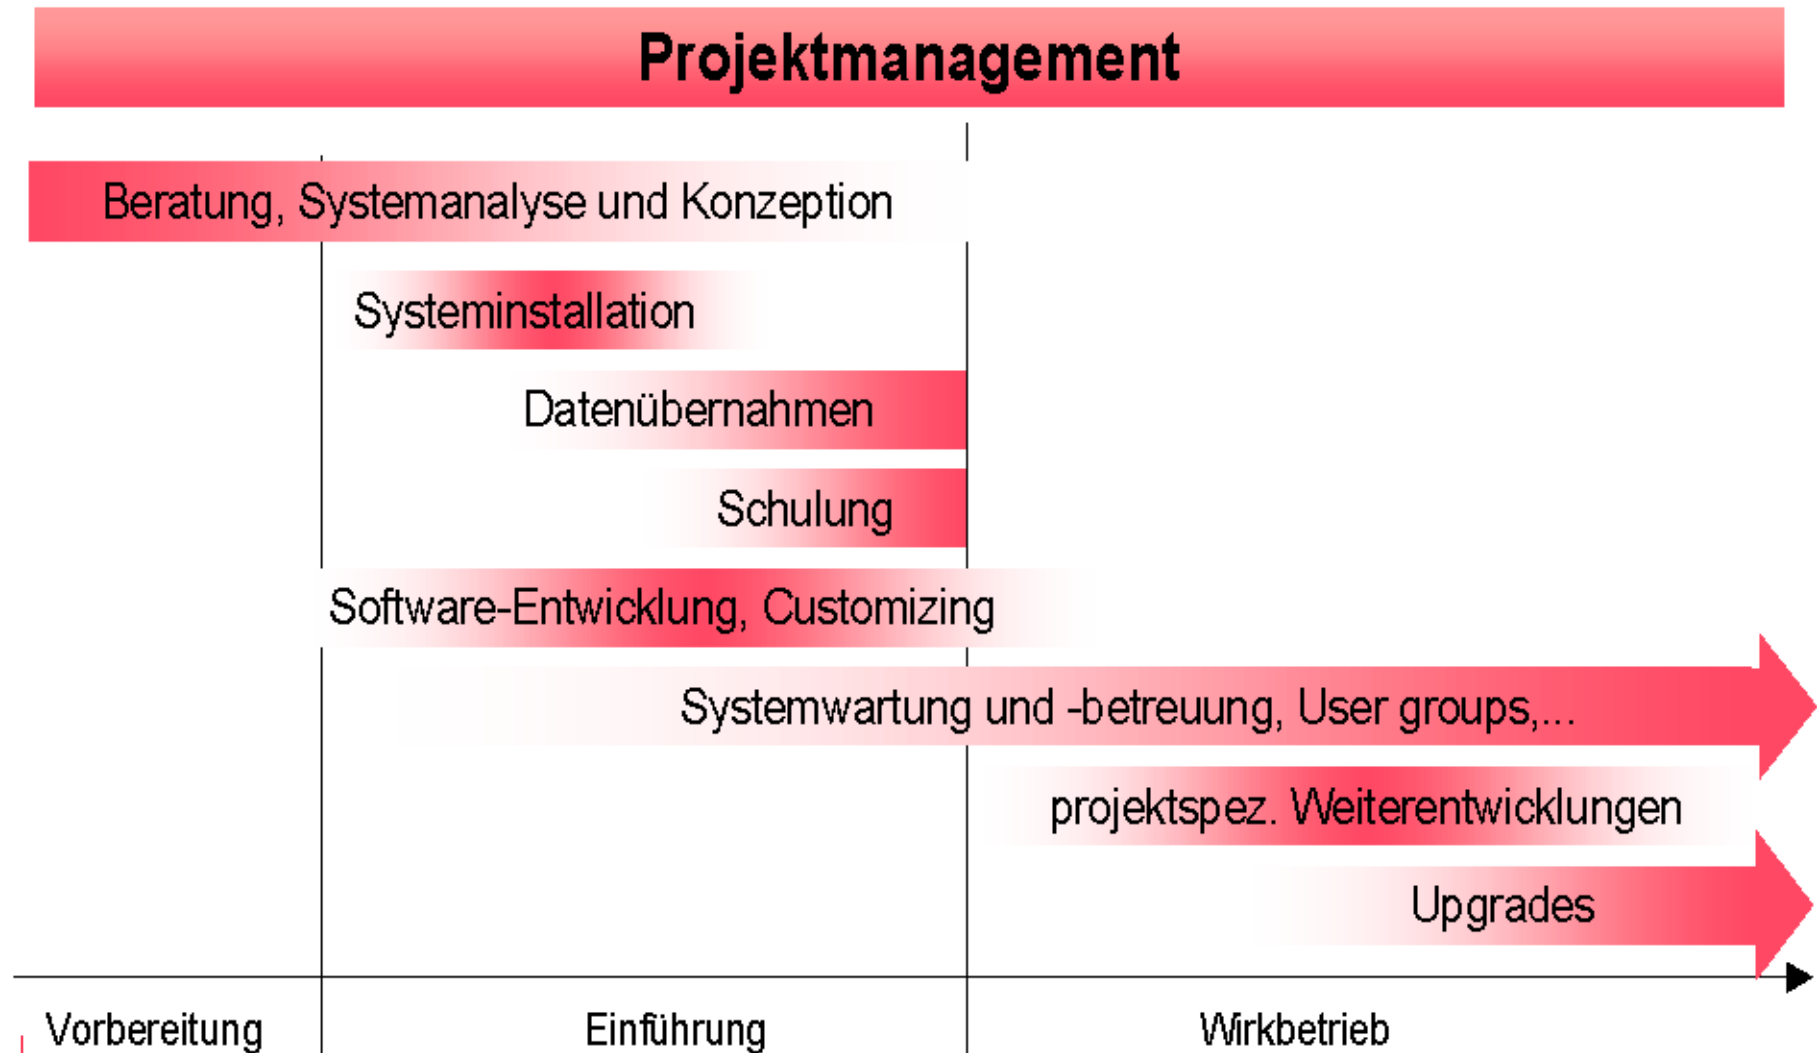 Projektmanagement
Beratung, Systemanalyse und Konzeption
Systeminstallation
Datenübernahmen
Schulung
Software-Entwicklung, Customizing
Systemwartung und -betreuung, User groups,...
projektspez. Weiterentwicklungen
Upgrades
Vorbereitung
Einführung
Wirkbetrieb